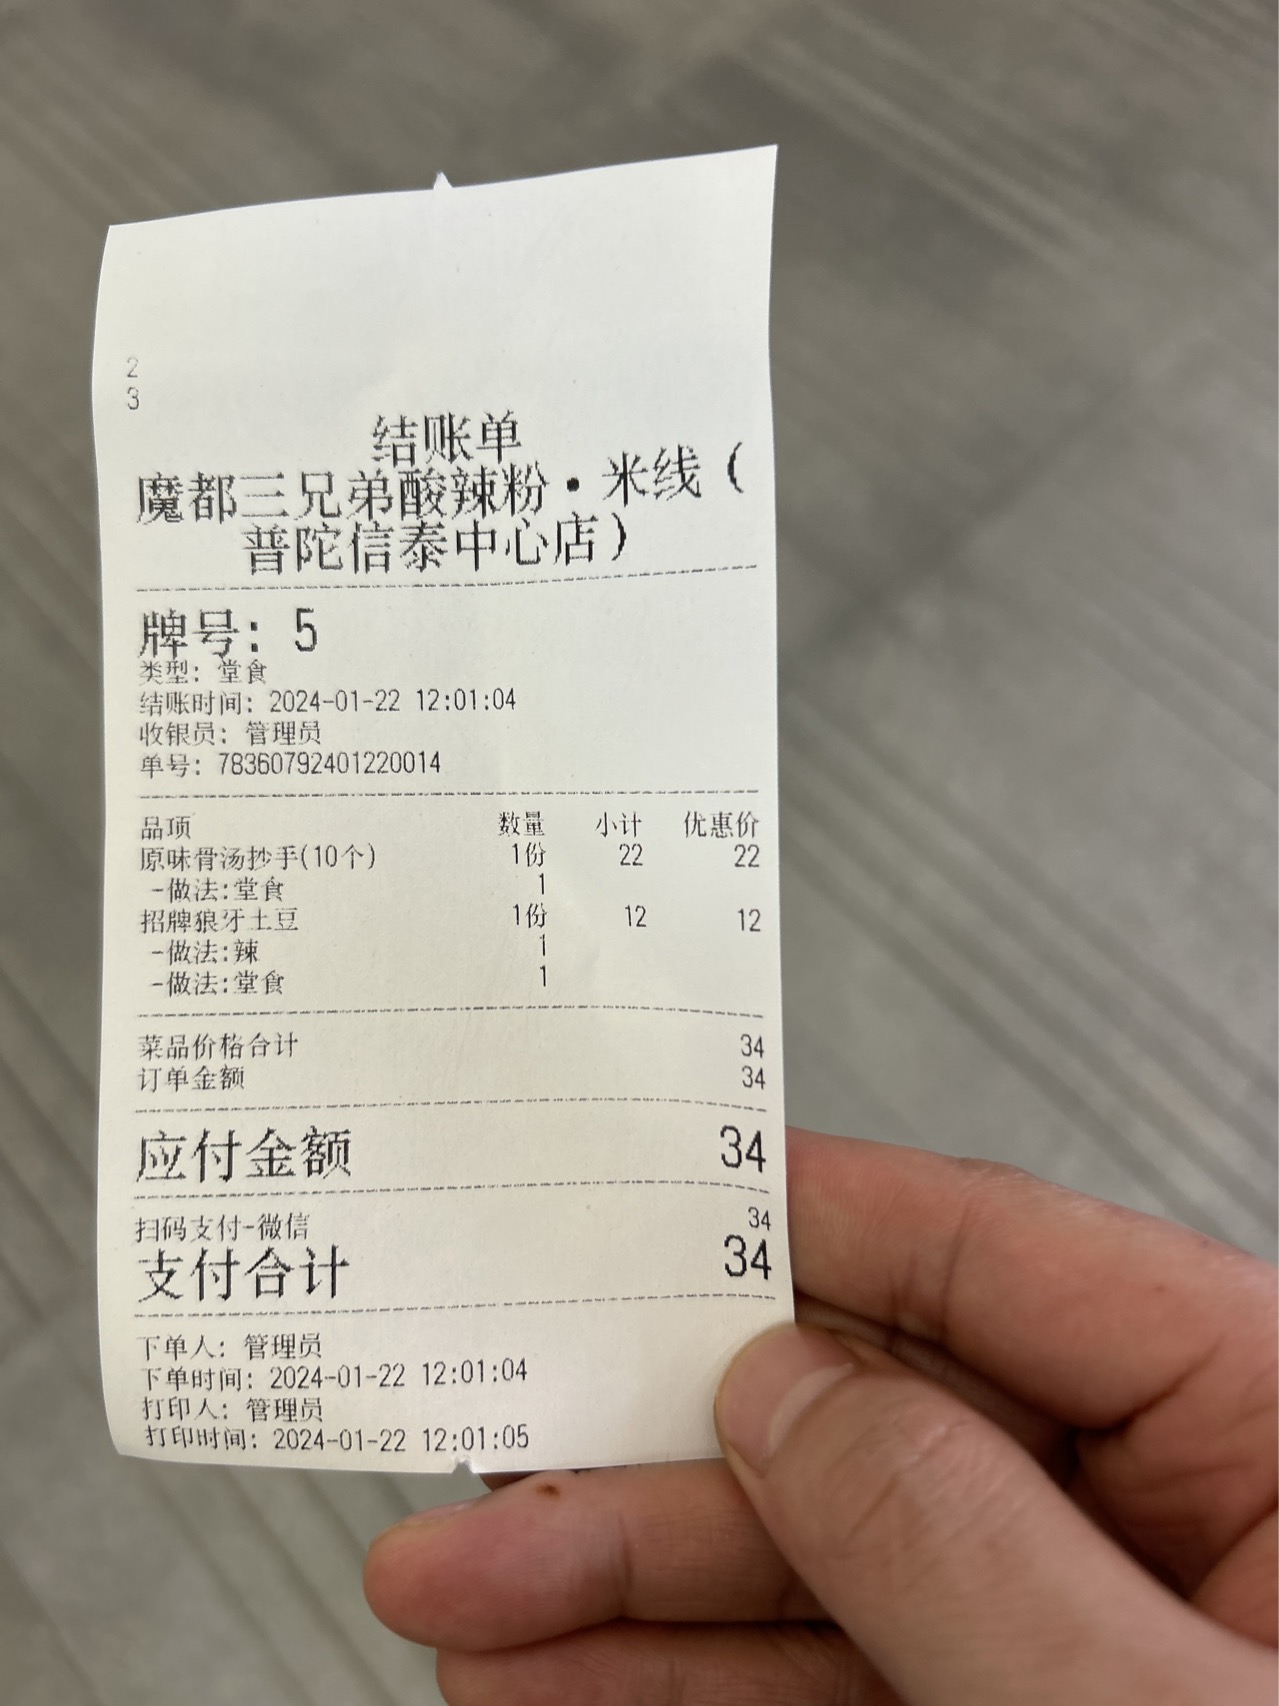 2
3
结账单
魔都三兄弟酸辣粉·米线（
普陀信泰中心店）
牌号: 5
类型: 堂食
结账时间: 2024-01-22 12:01:04
收银员: 管理员
单号: 78360792401220014
品项 数量 小计 优惠价
原味骨汤抄手(10个) 1份 22 22
-做法:堂食 1
招牌狼牙土豆 1份 12 12
-做法:辣 1
-做法:堂食 1
菜品价格合计 34
订单金额 34
应付金额 34
扫码支付-微信 34
支付合计 34
下单人: 管理员
下单时间: 2024-01-22 12:01:04
打印人: 管理员
打印时间: 2024-01-22 12:01:05